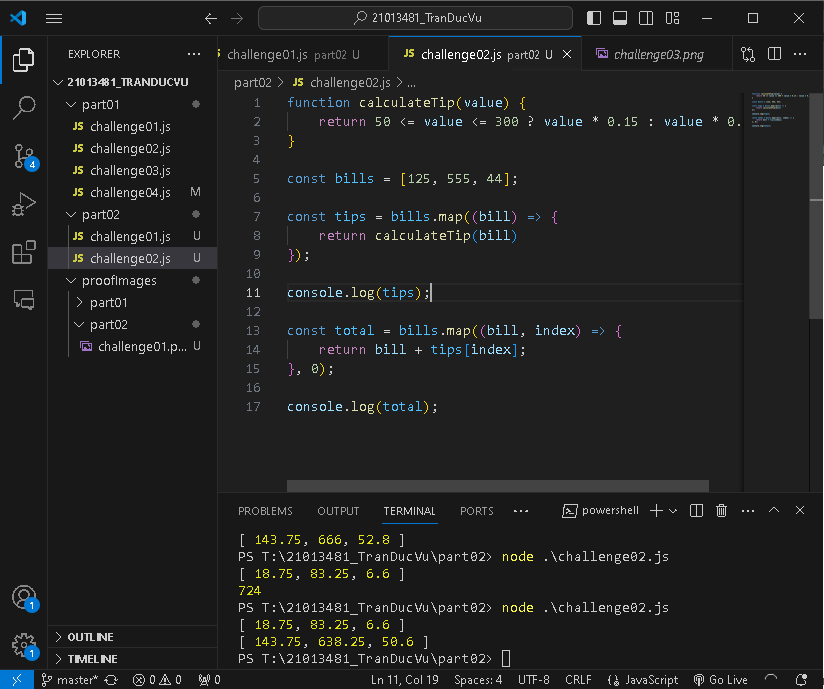 21013481_TranDucVu
EXPLORER
challenge01.js part02 U
JS challenge02.js part02 U
challenge03.png
21013481_TRANDUCVU
part01
JS challenge01.js
JS challenge02.js
JS challenge03.js
JS challenge04.js M
part02
JS challenge01.js U
JS challenge02.js U
proofImages
part01
part02
challenge01.p... U
OUTLINE
TIMELINE
4
1
1
part02 > JS challenge02.js > ...
1 function calculateTip(value) {
2 return 50 <= value <= 300 ? value * 0.15 : value * 0.
3 }
4
5 const bills = [125, 555, 44];
6
7 const tips = bills.map((bill) => {
8 return calculateTip(bill)
9 });
10
11 console.log(tips);
12
13 const total = bills.map((bill, index) => {
14 return bill + tips[index];
15 }, 0);
16
17 console.log(total);
PROBLEMS OUTPUT TERMINAL PORTS ... powershell
[ 143.75, 666, 52.8 ]
PS T:\21013481_TranDucVu\part02> node .\challenge02.js
[ 18.75, 83.25, 6.6 ]
724
PS T:\21013481_TranDucVu\part02> node .\challenge02.js
[ 18.75, 83.25, 6.6 ]
[ 143.75, 638.25, 50.6 ]
PS T:\21013481_TranDucVu\part02>
master* 0 0 0 Ln 11, Col 19 Spaces: 4 UTF-8 CRLF {} JavaScript Go Live